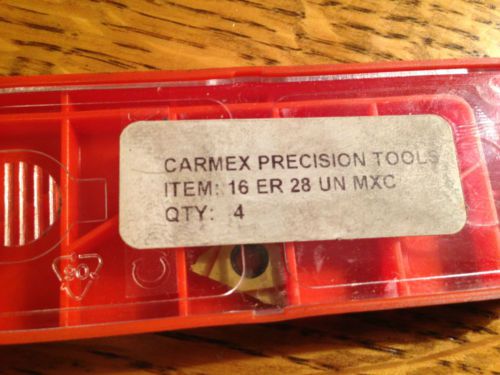 CARMEX PRECISION TOOLS
ITEM: 16 ER 28 UN MXC
QTY: 4